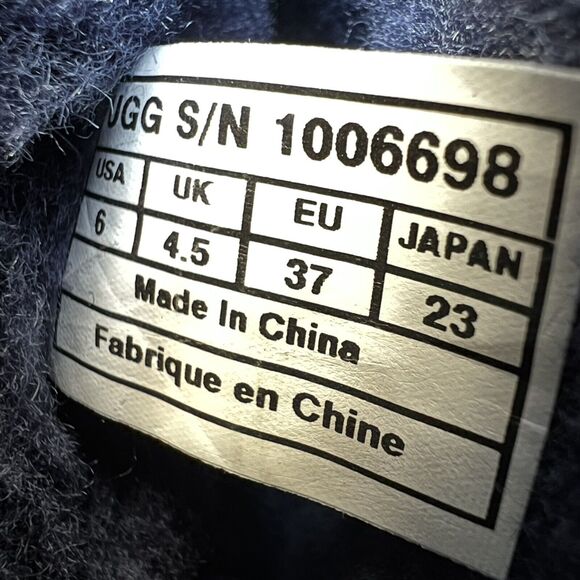 UGG S/N 1006698
USA UK EU JAPAN
6 4.5 37 23
Made In China
Fabrique en Chine